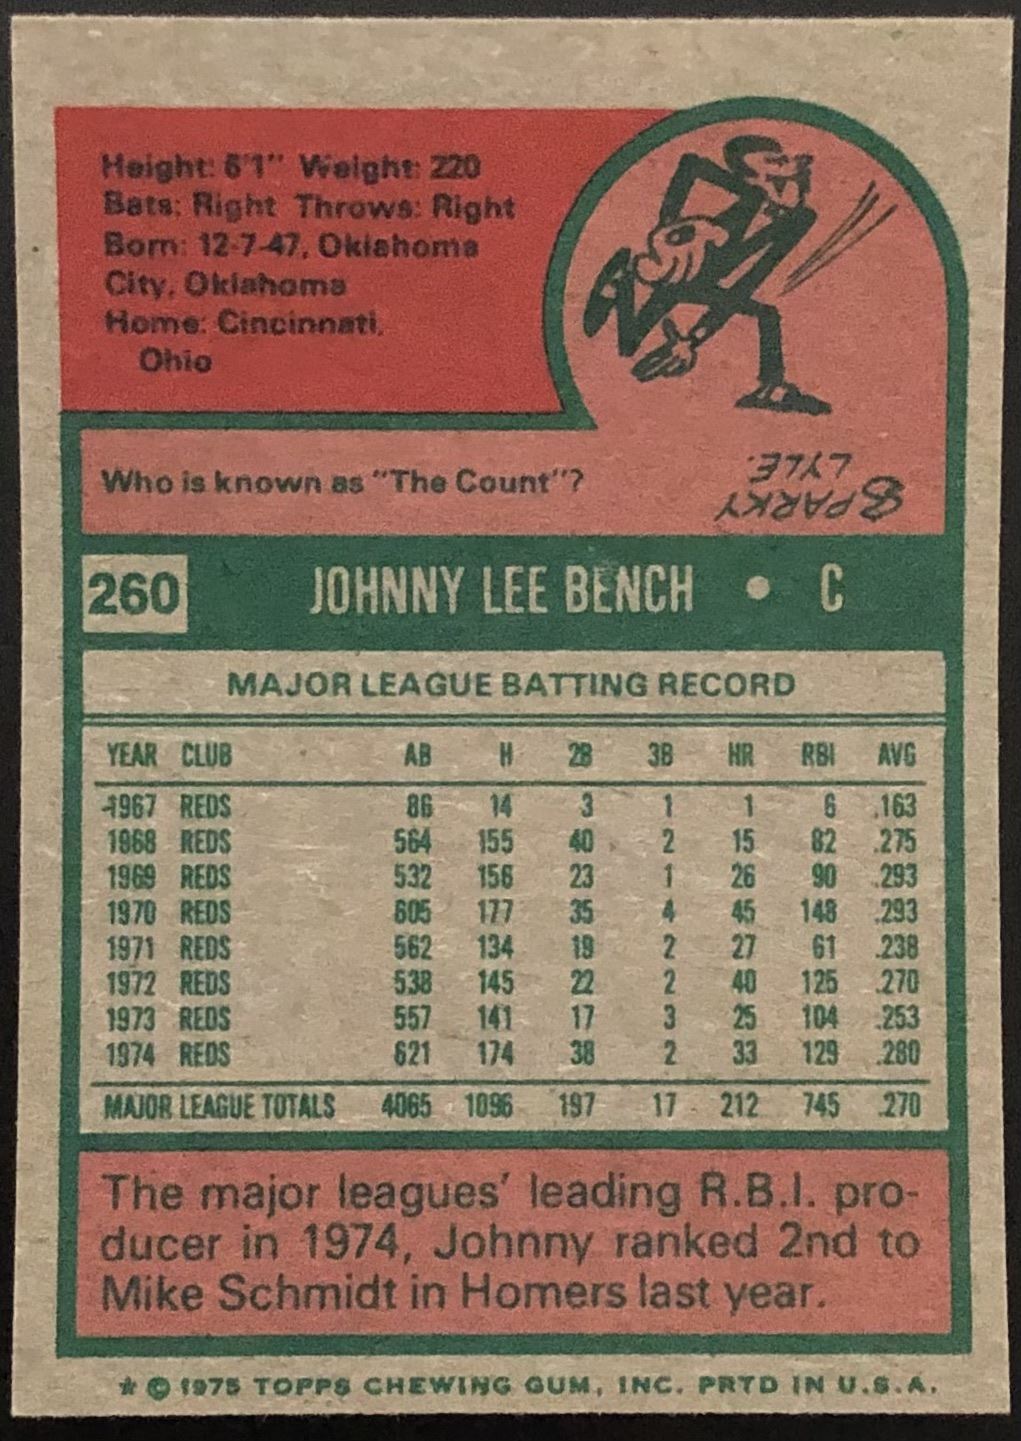 Height: 6'1" Weight: 220
Bats: Right Throws: Right
Born: 12-7-47, Oklahoma
City, Oklahoma
Home: Cincinnati,
Ohio
Who is known as "The Count"?
SPARKY
LYLE.
260 JOHNNY LEE BENCH • C
MAJOR LEAGUE BATTING RECORD
YEAR CLUB AB H 2B 3B HR RBI AVG
1967 REDS 86 14 3 1 1 6 .163
1968 REDS 564 155 40 2 15 82 .275
1969 REDS 532 156 23 1 26 90 .293
1970 REDS 605 177 35 4 45 148 .293
1971 REDS 562 134 19 2 27 61 .238
1972 REDS 538 145 22 2 40 125 .270
1973 REDS 557 141 17 3 25 104 .253
1974 REDS 621 174 38 2 33 129 .280
MAJOR LEAGUE TOTALS 4065 1096 197 17 212 745 .270
The major leagues' leading R.B.I. pro-
ducer in 1974, Johnny ranked 2nd to
Mike Schmidt in Homers last year.
* © 1975 TOPPS CHEWING GUM, INC. PRTD IN U.S.A.